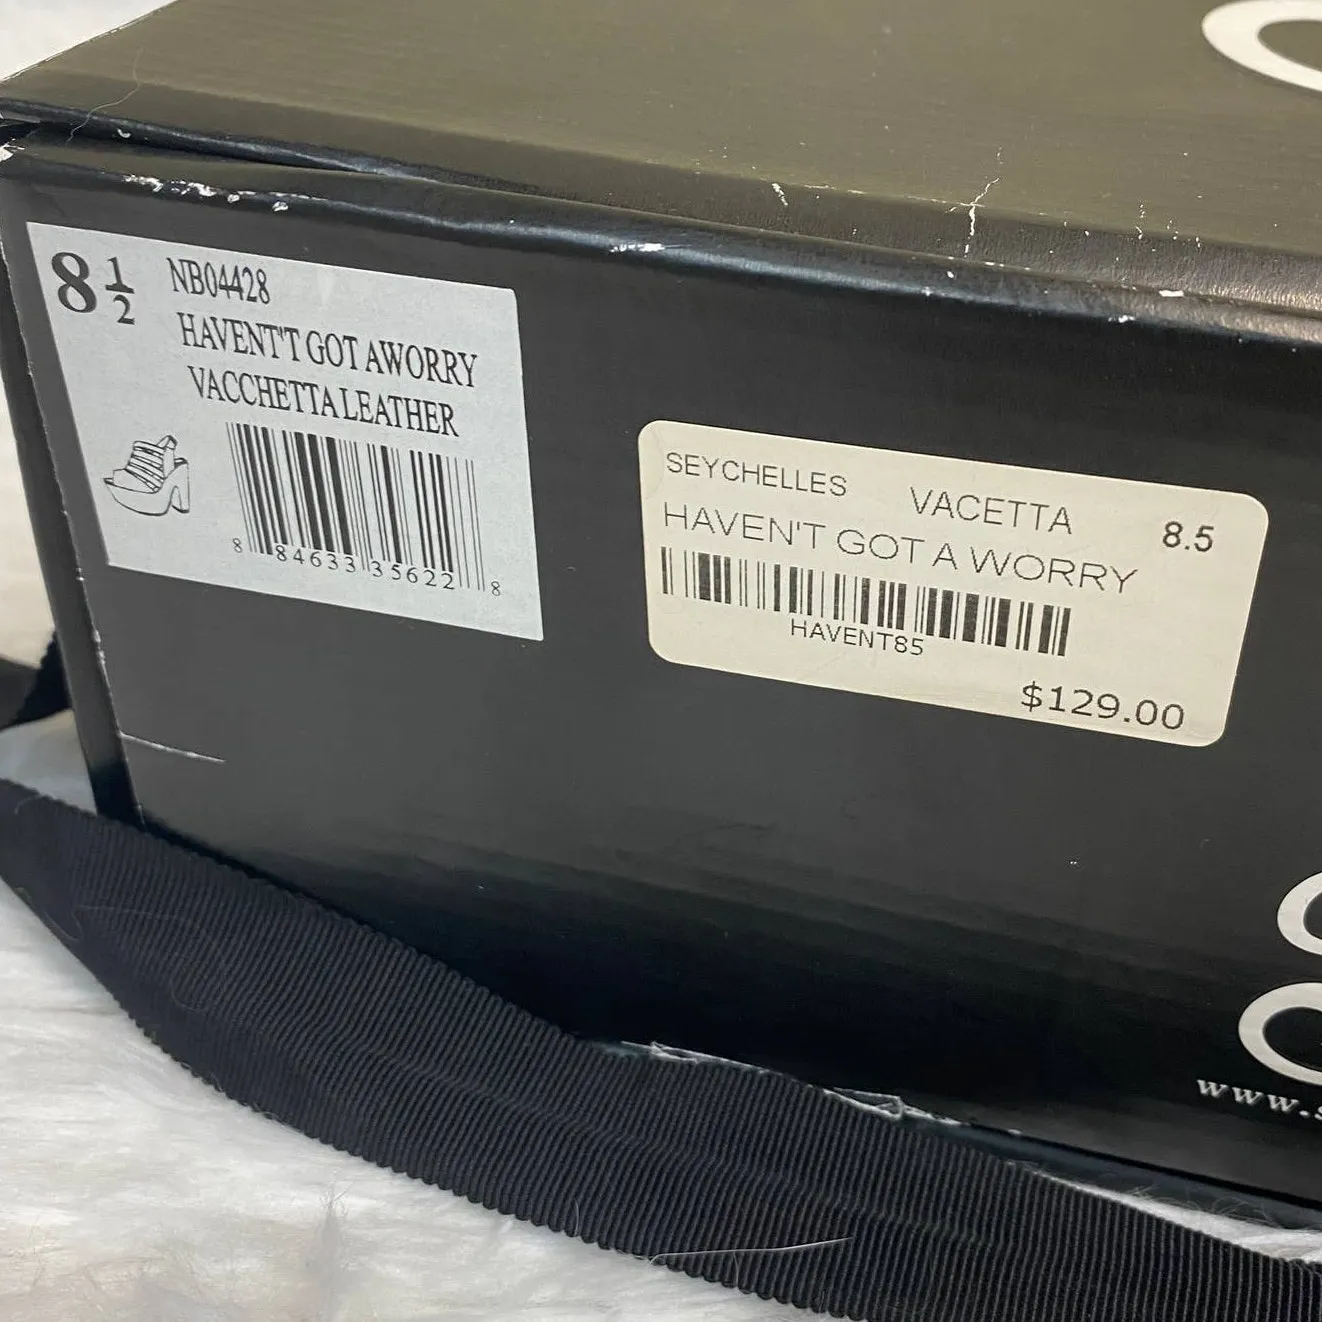 8 1/2
NB04428
HAVENT'T GOT AWORRY
VACCHETTA LEATHER
8 84633 35622 8
SEYCHELLES VACETTA 8.5
HAVEN'T GOT A WORRY
HAVENT85
$129.00
www.s